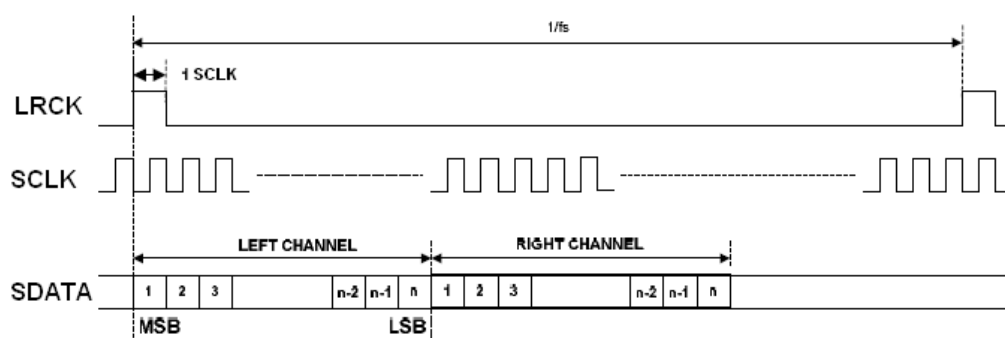 1/fs
1 SCLK
LRCK
SCLK
LEFT CHANNEL
RIGHT CHANNEL
SDATA
1 2 3 n-2 n-1 n 1 2 3 n-2 n-1 n
MSB
LSB